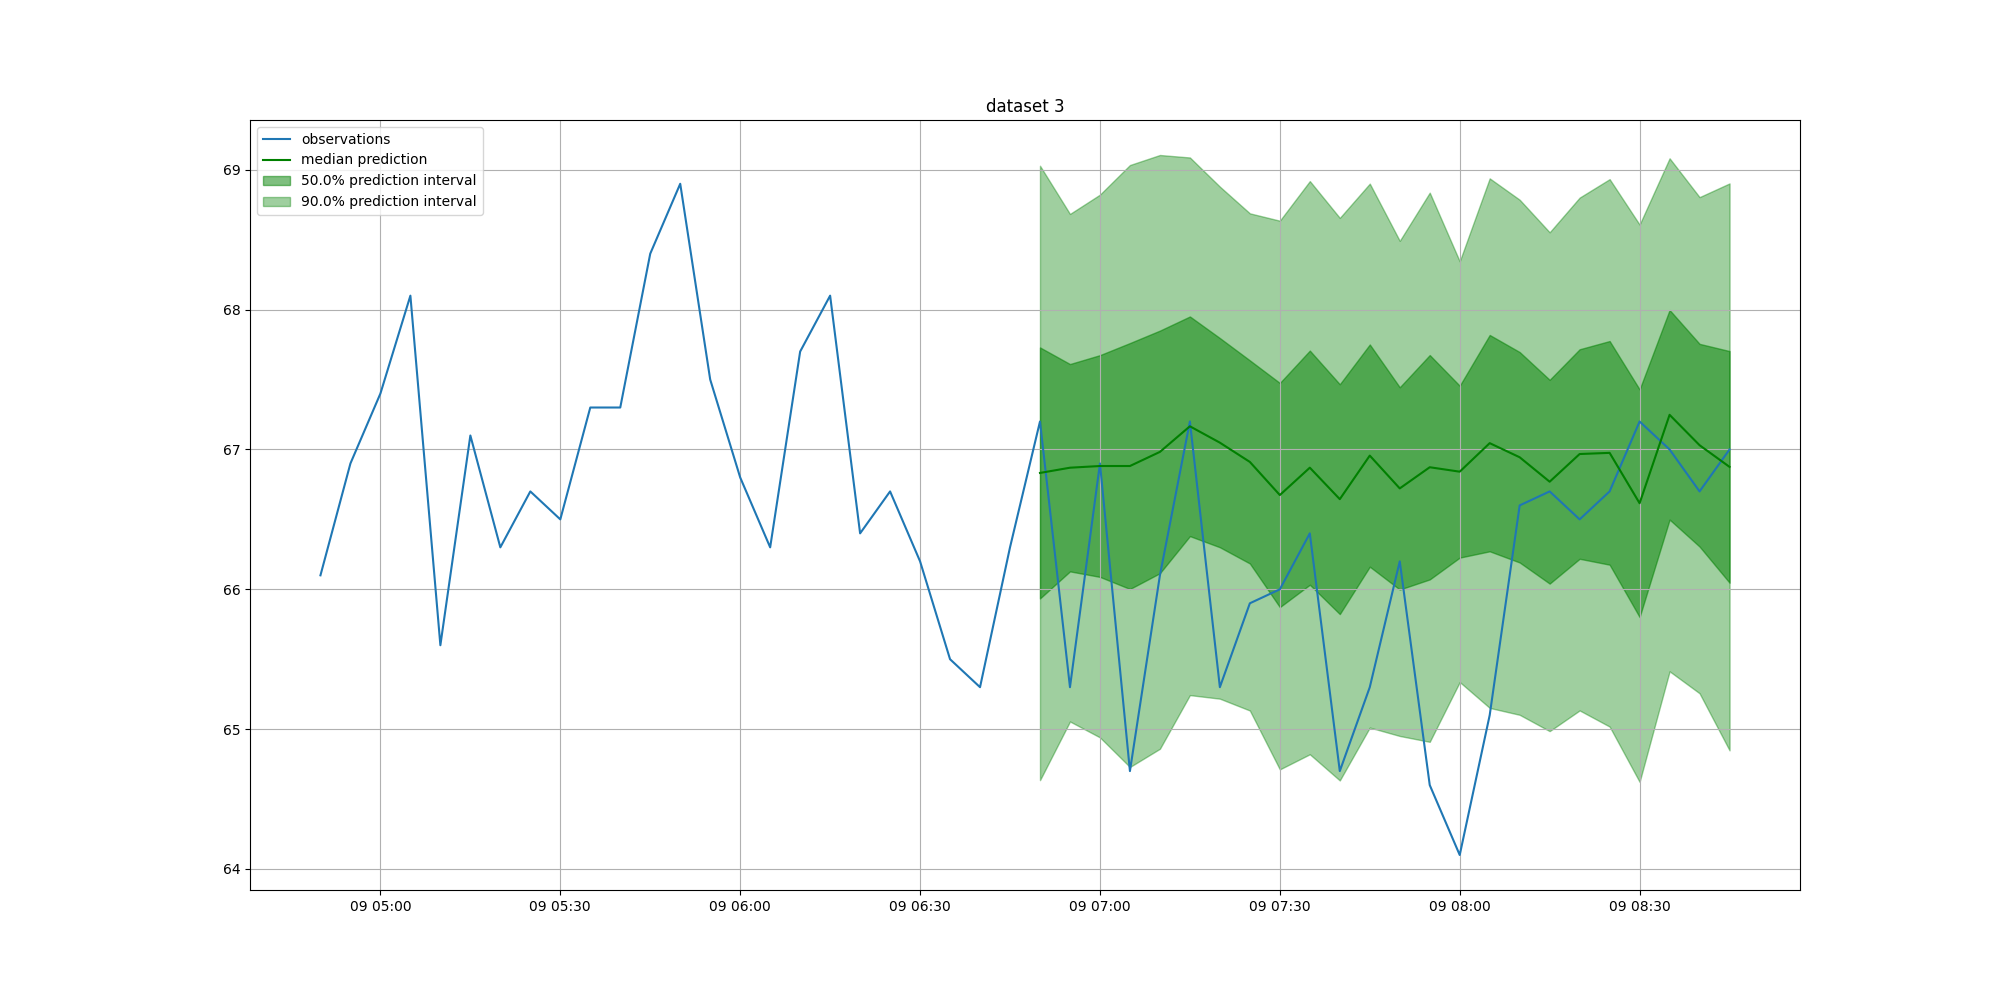 dataset 3
observations
median prediction
50.0% prediction interval
90.0% prediction interval
69
68
67
66
65
64
09 05:00
09 05:30
09 06:00
09 06:30
09 07:00
09 07:30
09 08:00
09 08:30